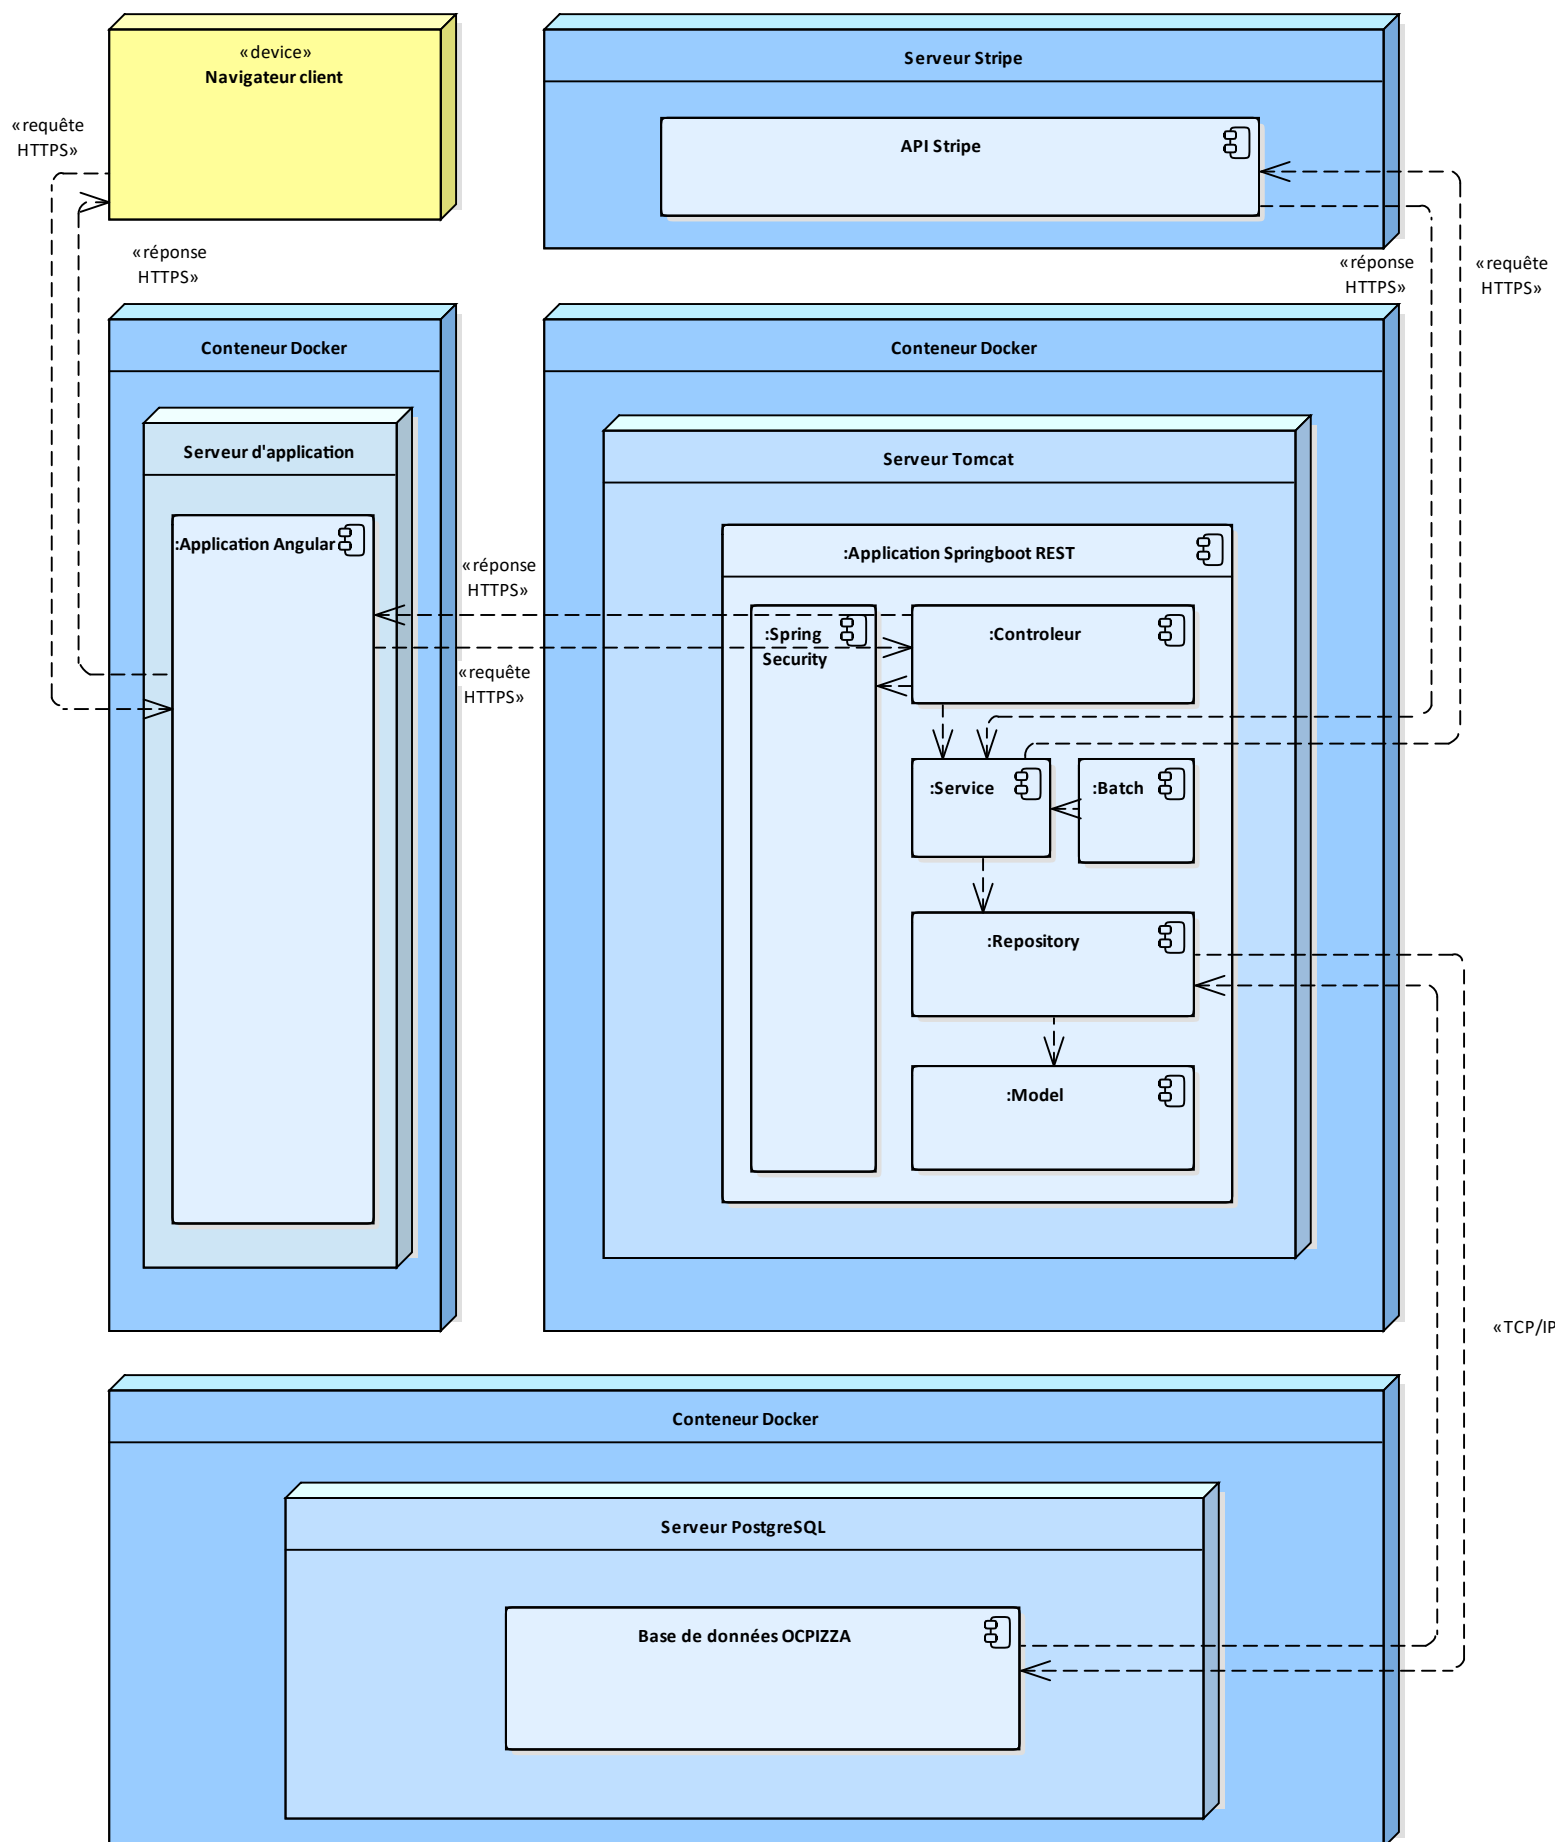 «device»
Navigateur client
Serveur Stripe
API Stripe
«requête
HTTPS»
«réponse
HTTPS»
«réponse
HTTPS»
«requête
HTTPS»
Conteneur Docker
Conteneur Docker
Serveur d'application
Serveur Tomcat
:Application Angular
:Application Springboot REST
«réponse
HTTPS»
«requête
HTTPS»
:Spring
Security
:Controleur
:Service
:Batch
:Repository
:Model
«TCP/IP
Conteneur Docker
Serveur PostgreSQL
Base de données OCPIZZA